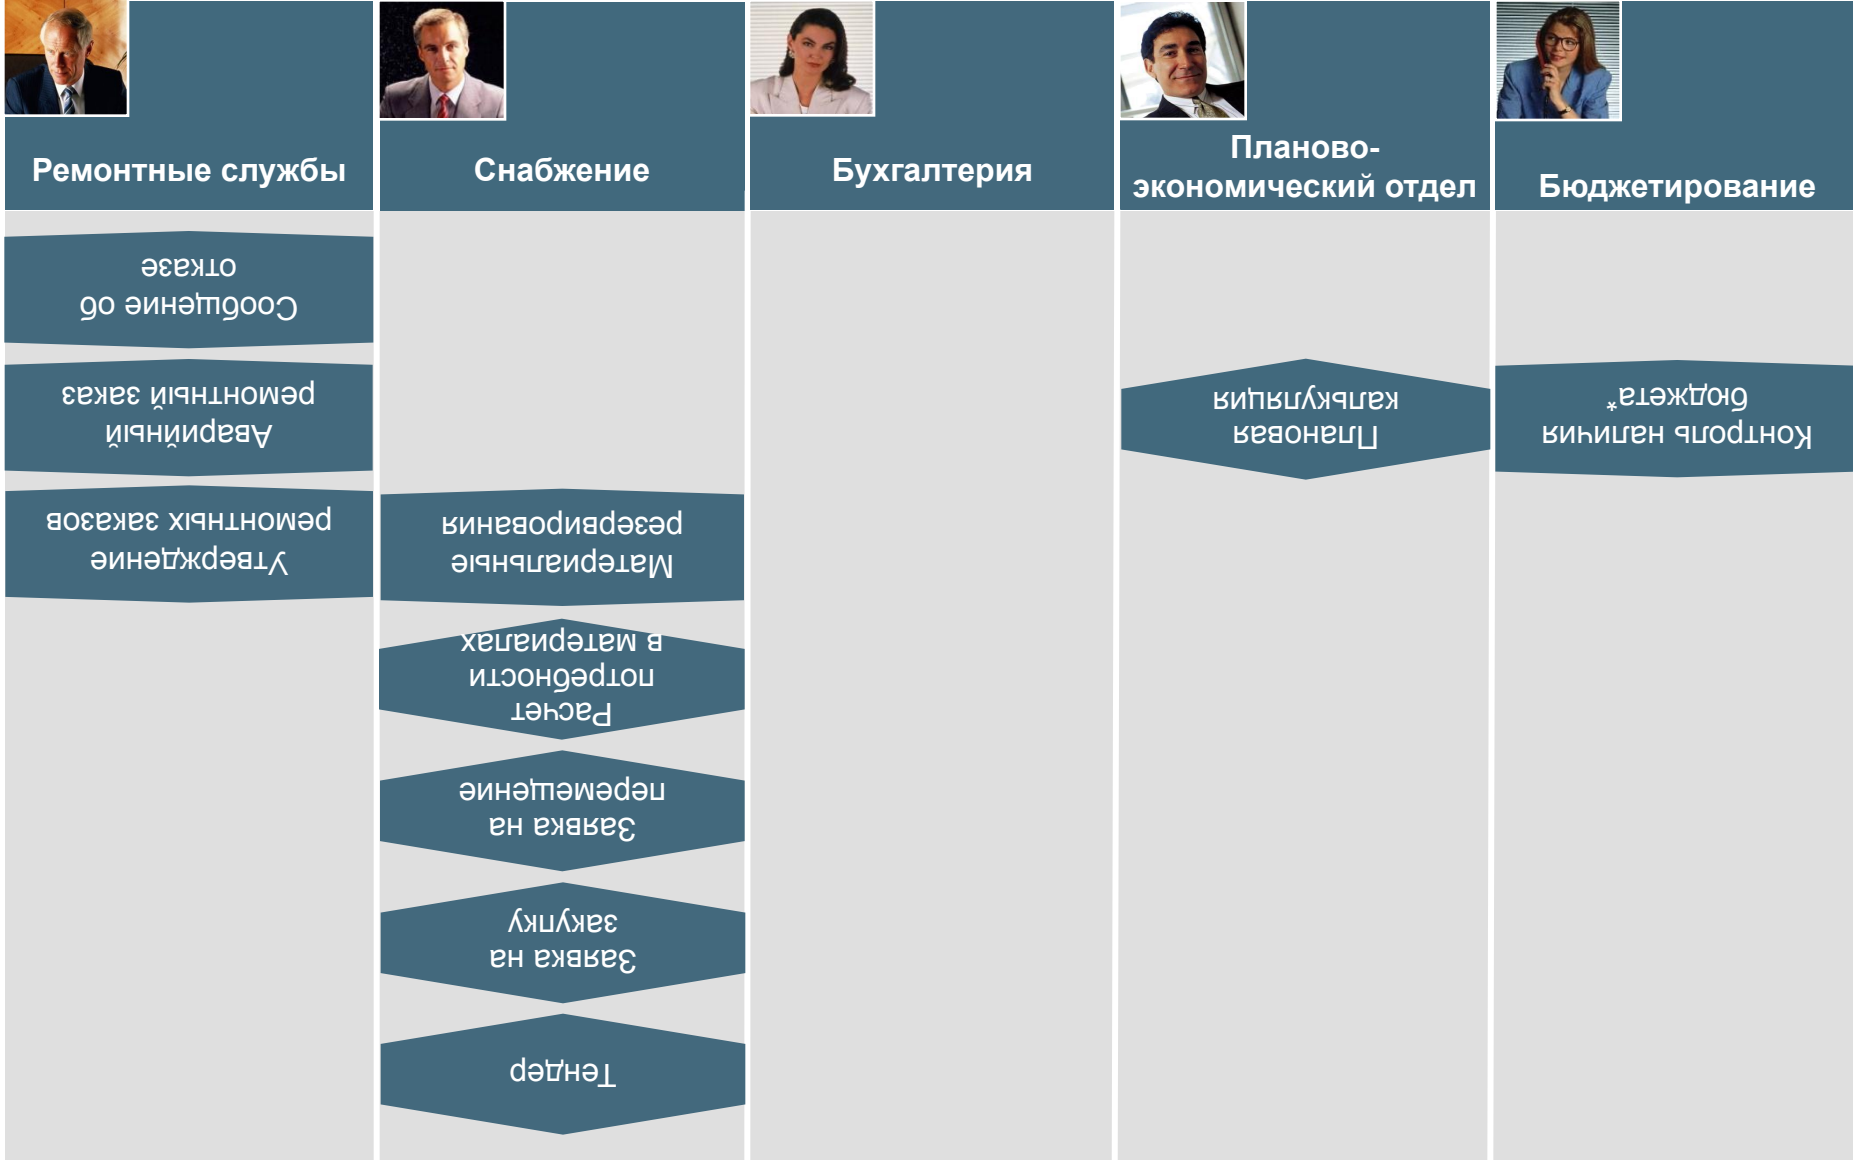 Ремонтные службы
Снабжение
Бухгалтерия
Планово-
экономический отдел
Бюджетирование
Сообщение об
отказе
Аварийный
ремонтный заказ
Утверждение
ремонтных заказов
Материальные
резервирования
Расчет
потребности
в материалах
Заявка на
перемещение
Заявка на
закупку
Тендер
Плановая
калькуляция
Контроль наличия
бюджета*